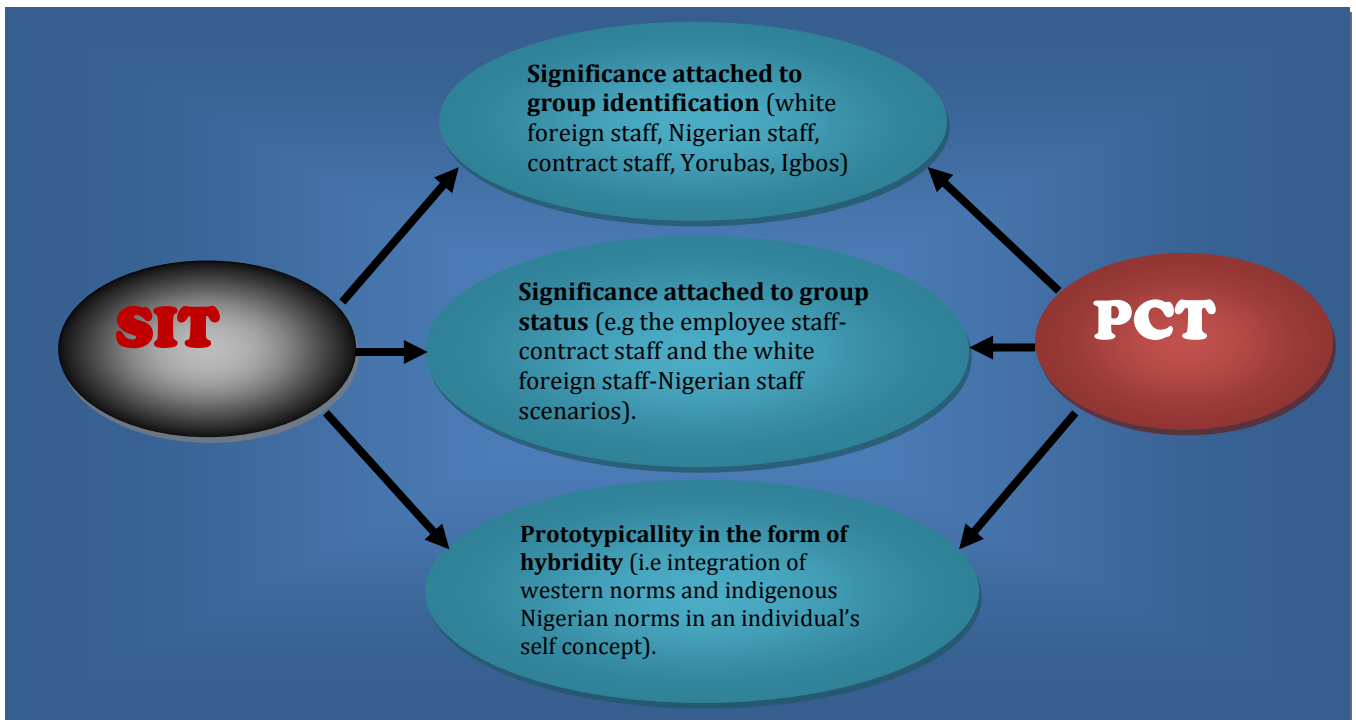 Significance attached to
group identification (white
foreign staff, Nigerian staff,
contract staff, Yorubas, Igbos)
SIT
Significance attached to group
status (e.g the employee staff-
contract staff and the white
foreign staff-Nigerian staff
scenarios).
PCT
Prototypicallity in the form of
hybridity (i.e integration of
western norms and indigenous
Nigerian norms in an individual’s
self concept).